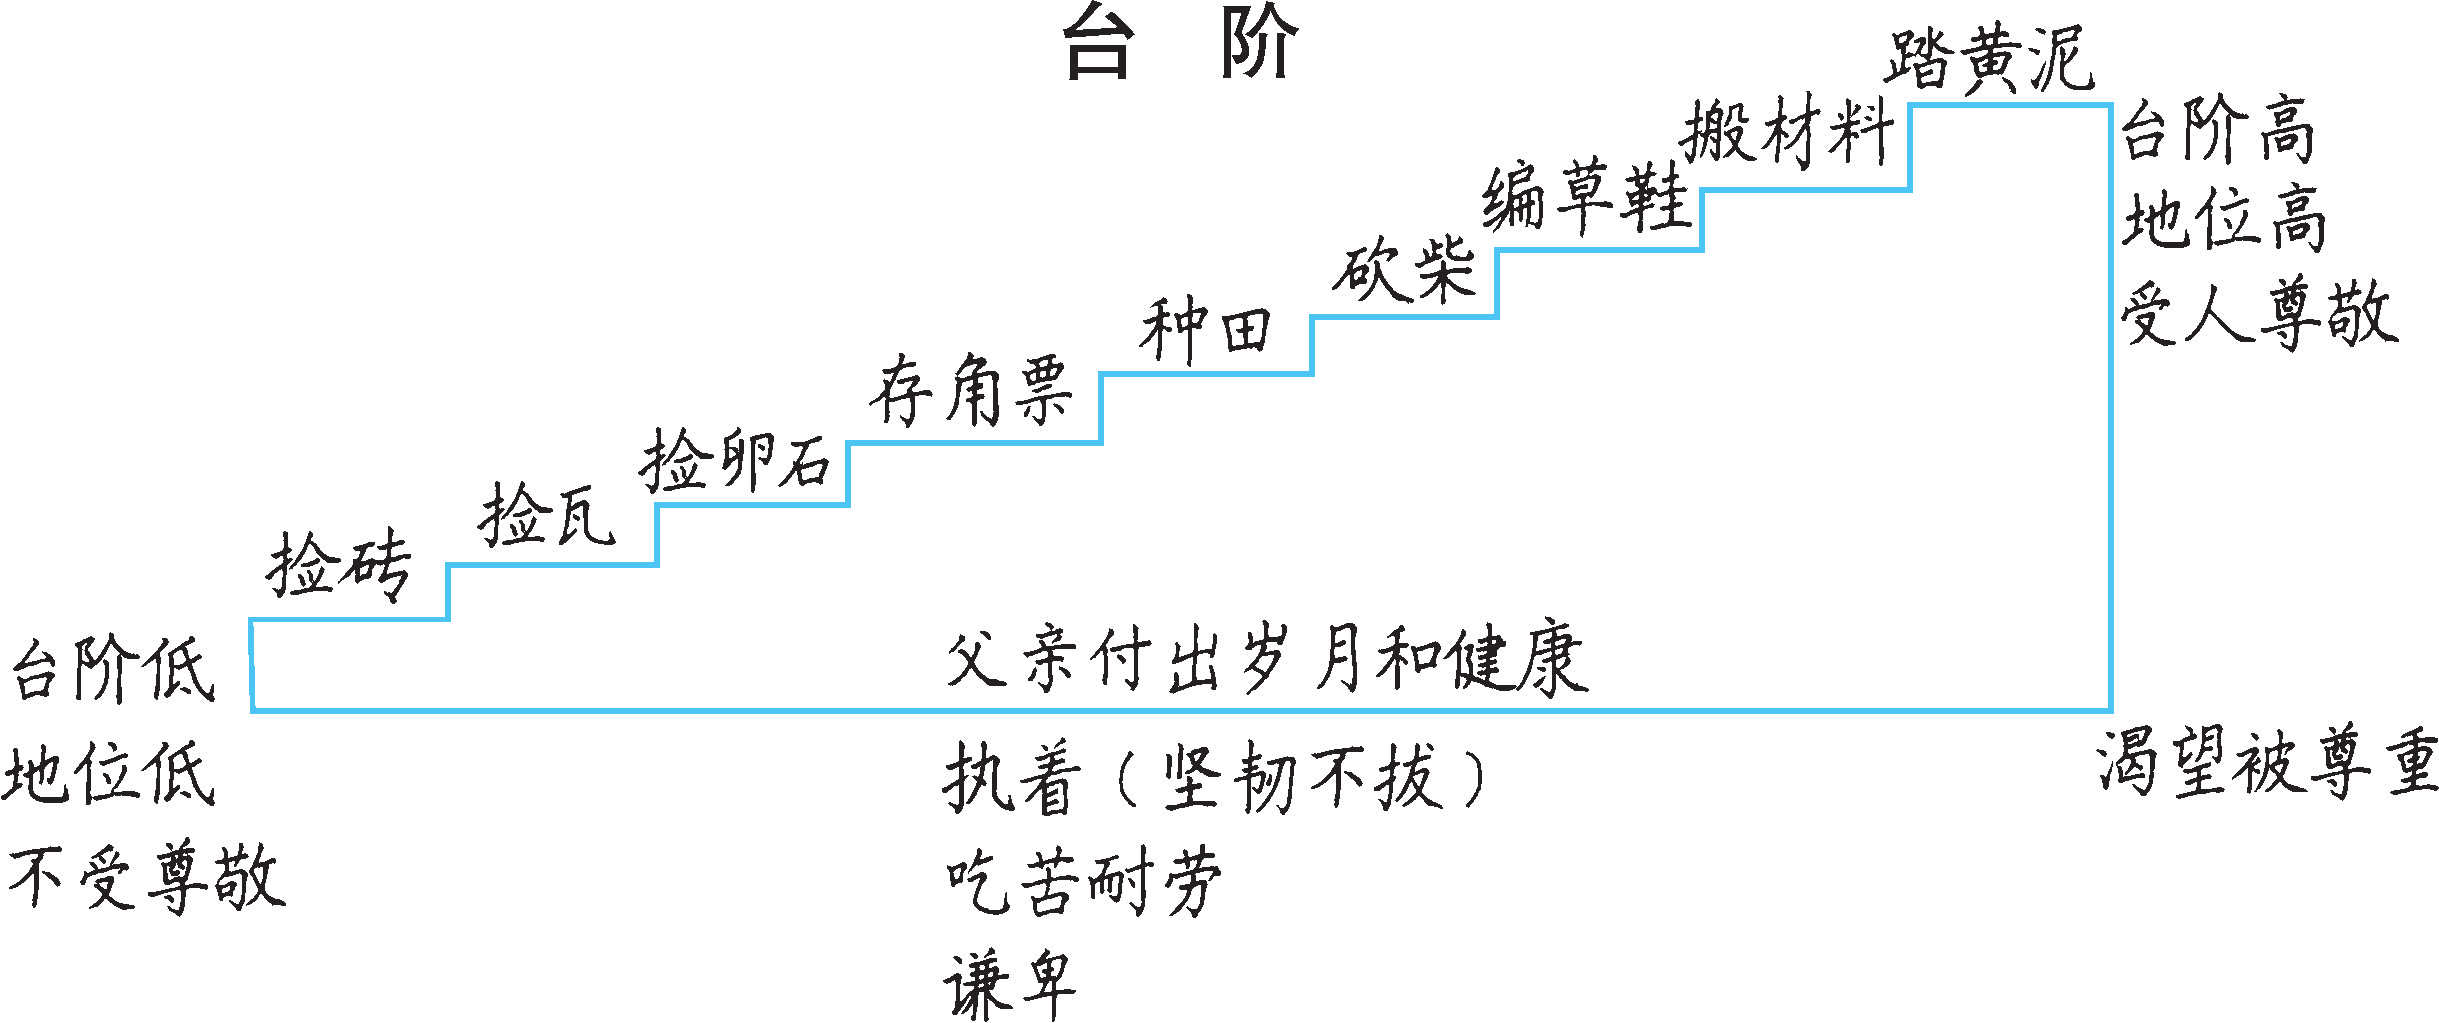 台阶
踏黄泥
搬材料
编草鞋
砍柴
种田
存角票
捡卵石
捡瓦
捡砖
台阶高
地位高
受人尊敬
台阶低
地位低
不受尊敬
父亲付出岁月和健康
执着（坚韧不拔）
吃苦耐劳
谦卑
渴望被尊重